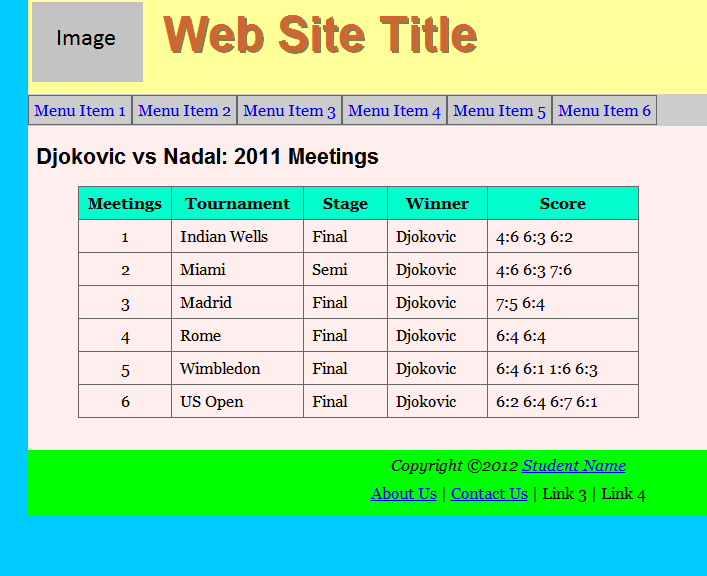 Image
Web Site Title
Menu Item 1 Menu Item 2 Menu Item 3 Menu Item 4 Menu Item 5 Menu Item 6
Djokovic vs Nadal: 2011 Meetings
Meetings Tournament Stage Winner Score
1 Indian Wells Final Djokovic 4:6 6:3 6:2
2 Miami Semi Djokovic 4:6 6:3 7:6
3 Madrid Final Djokovic 7:5 6:4
4 Rome Final Djokovic 6:4 6:4
5 Wimbledon Final Djokovic 6:4 6:1 1:6 6:3
6 US Open Final Djokovic 6:2 6:4 6:7 6:1
Copyright ©2012 Student Name
About Us | Contact Us | Link 3 | Link 4